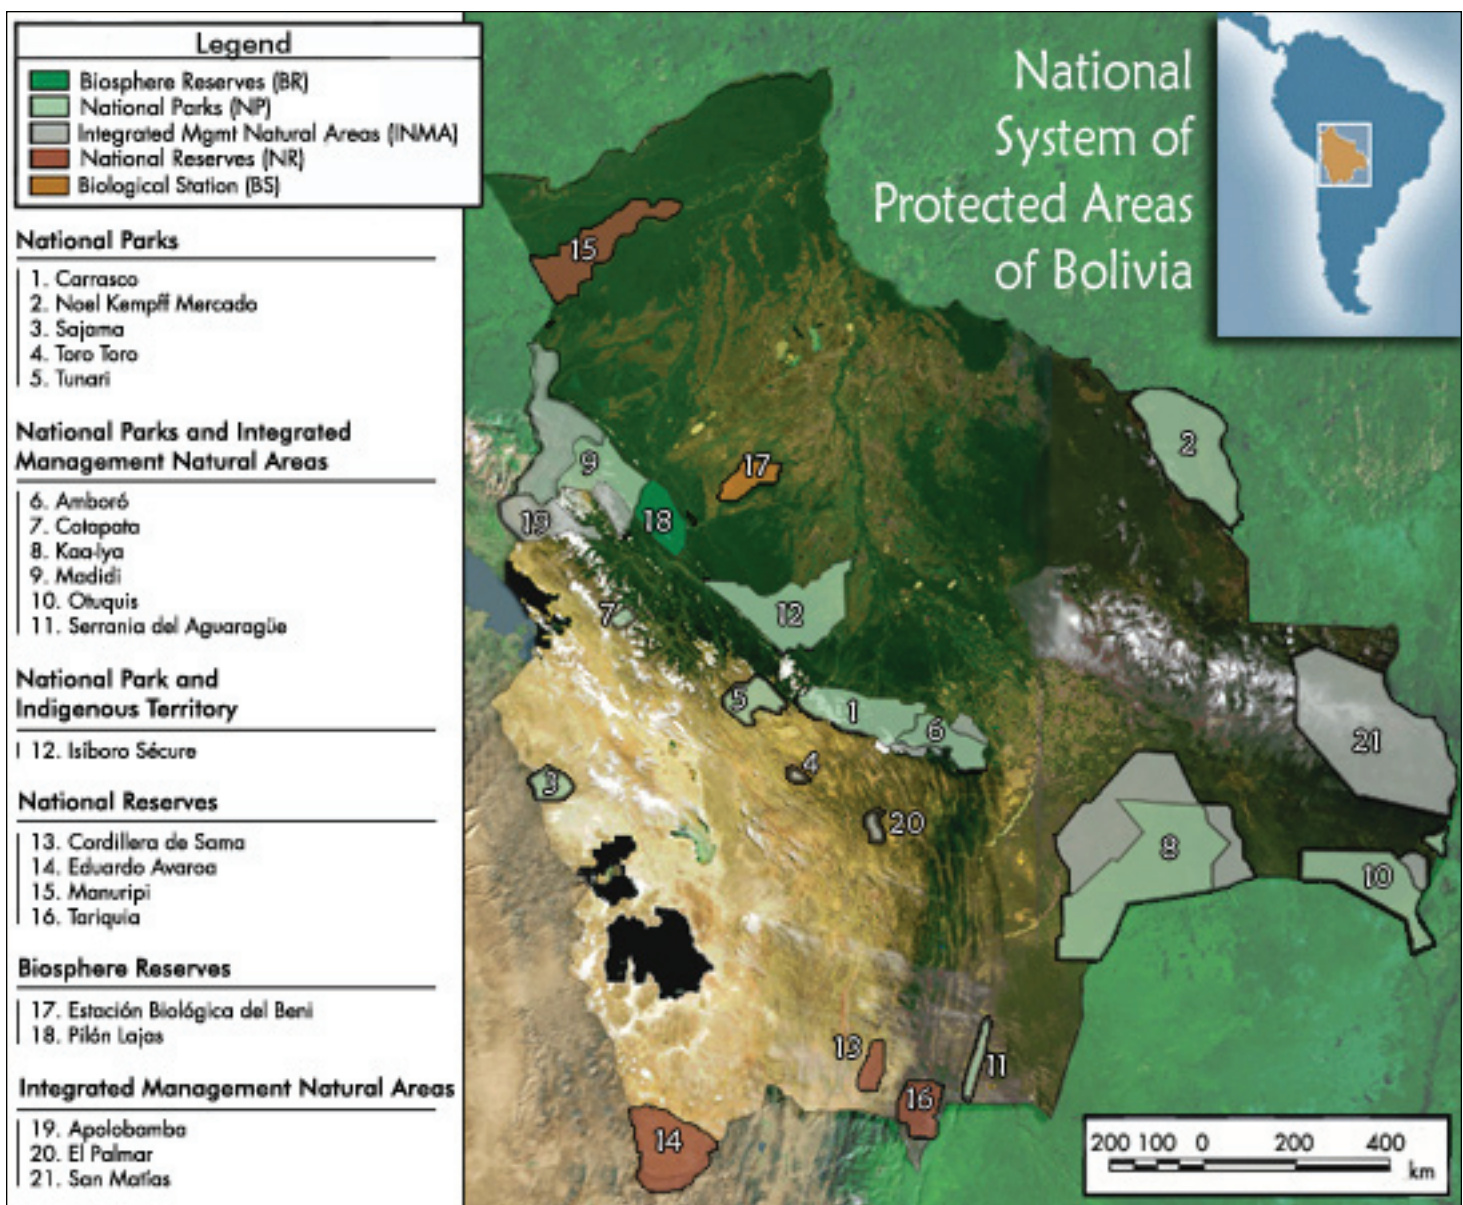 Legend
Biosphere Reserves (BR)
National Parks (NP)
Integrated Mgmt Natural Areas (INMA)
National Reserves (NR)
Biological Station (BS)
National Parks
1. Carrasco
2. Noel Kempff Mercado
3. Sajama
4. Toro Toro
5. Tunari
National Parks and Integrated
Management Natural Areas
6. Amboró
7. Cotapata
8. Kaa-Iya
9. Madidi
10. Otuquis
11. Serrania del Aguaragüe
National Park and
Indigenous Territory
12. Isiboro Sécure
National Reserves
13. Cordillera de Sama
14. Eduardo Avaroa
15. Manuripi
16. Tariquia
Biosphere Reserves
17. Estación Biológica del Beni
18. Pilón Lajas
Integrated Management Natural Areas
19. Apolobamba
20. El Palmar
21. San Matías
National
System of
Protected Areas
of Bolivia
15
2
9
17
19
18
7
12
5
1
6
21
3
4
20
8
10
13
11
16
14
200 100 0 200 400
km